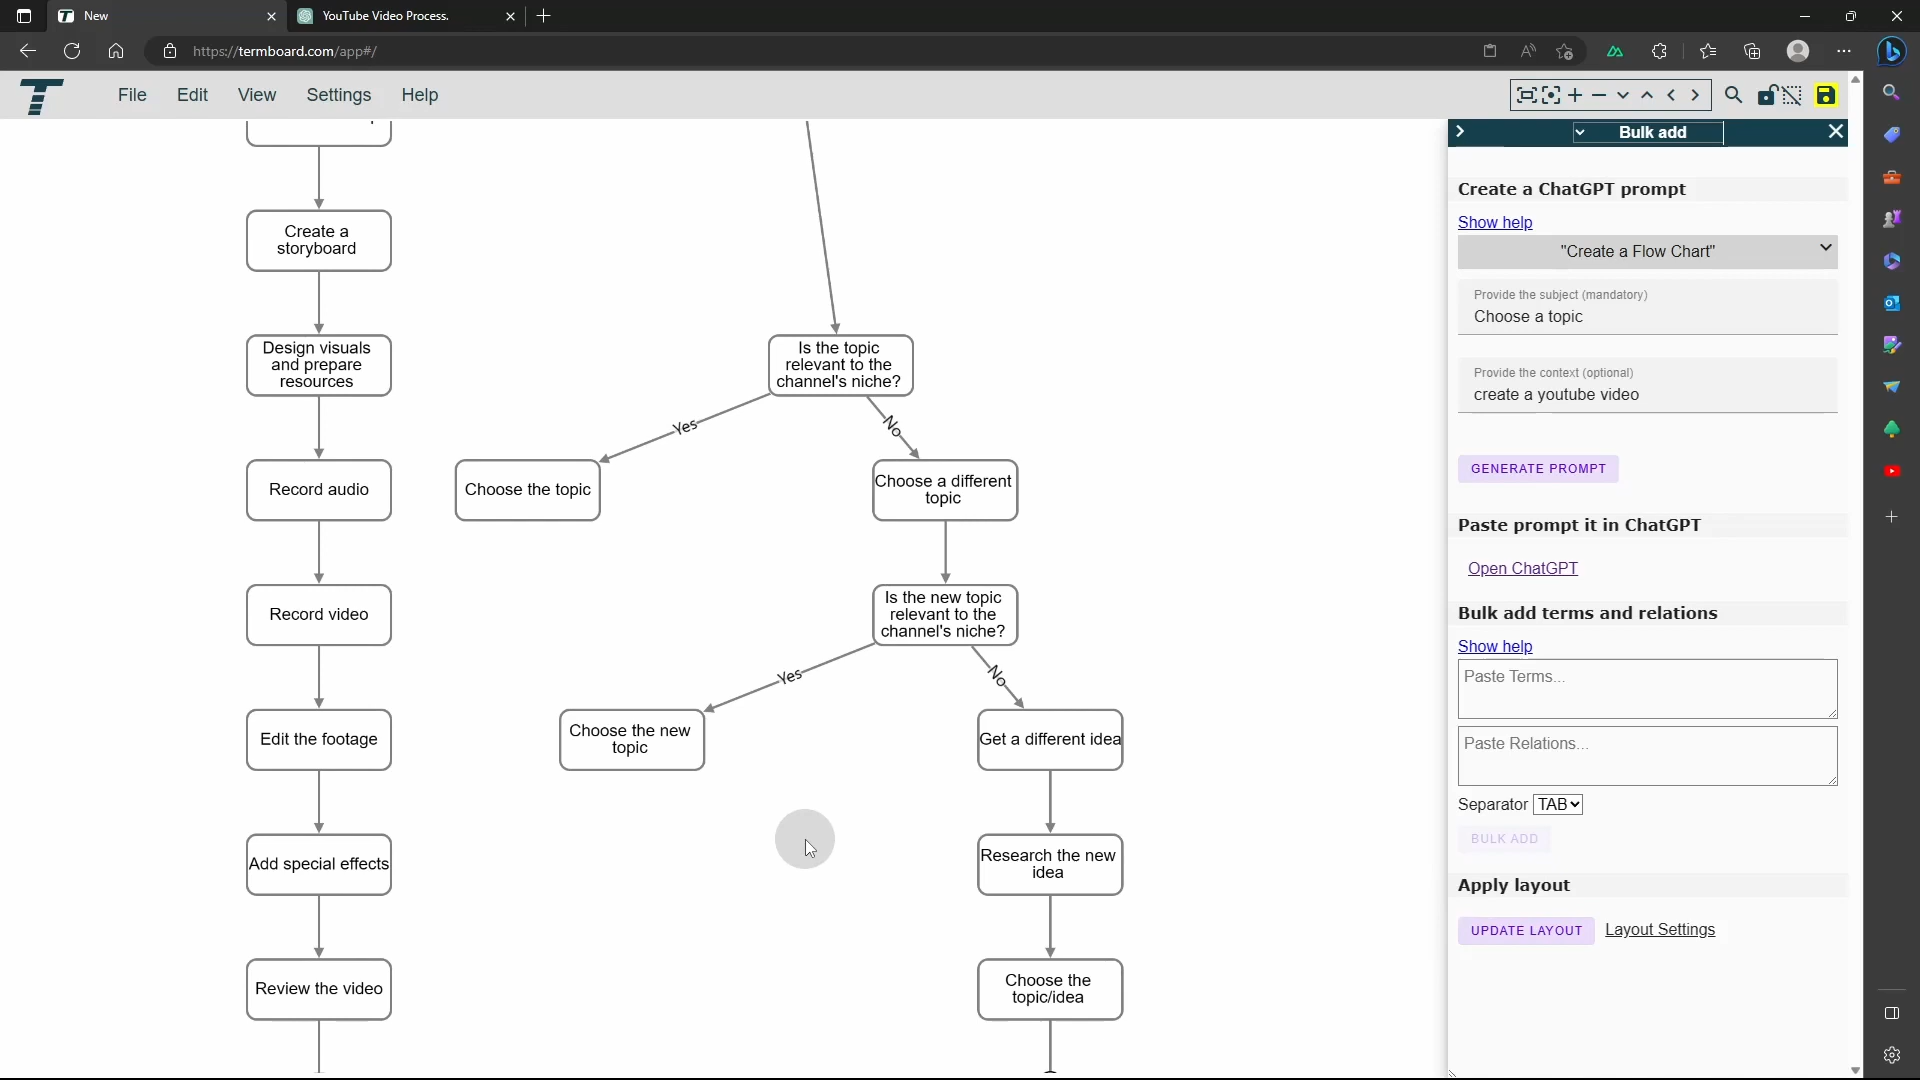 New
YouTube Video Process.
https://termboard.com/app#/
File
Edit
View
Settings
Help
Bulk add
Create a
storyboard
Design visuals
and prepare
resources
Record audio
Record video
Edit the footage
Add special effects
Review the video
Is the topic
relevant to the
channel's niche?
Yes
No
Choose the topic
Choose a different
topic
Is the new topic
relevant to the
channel's niche?
Yes
No
Choose the new
topic
Get a different idea
Research the new
idea
Choose the
topic/idea
Create a ChatGPT prompt
Show help
"Create a Flow Chart"
Provide the subject (mandatory)
Choose a topic
Provide the context (optional)
create a youtube video
GENERATE PROMPT
Paste prompt it in ChatGPT
Open ChatGPT
Bulk add terms and relations
Show help
Paste Terms...
Paste Relations...
Separator TAB
BULK ADD
Apply layout
UPDATE LAYOUT Layout Settings